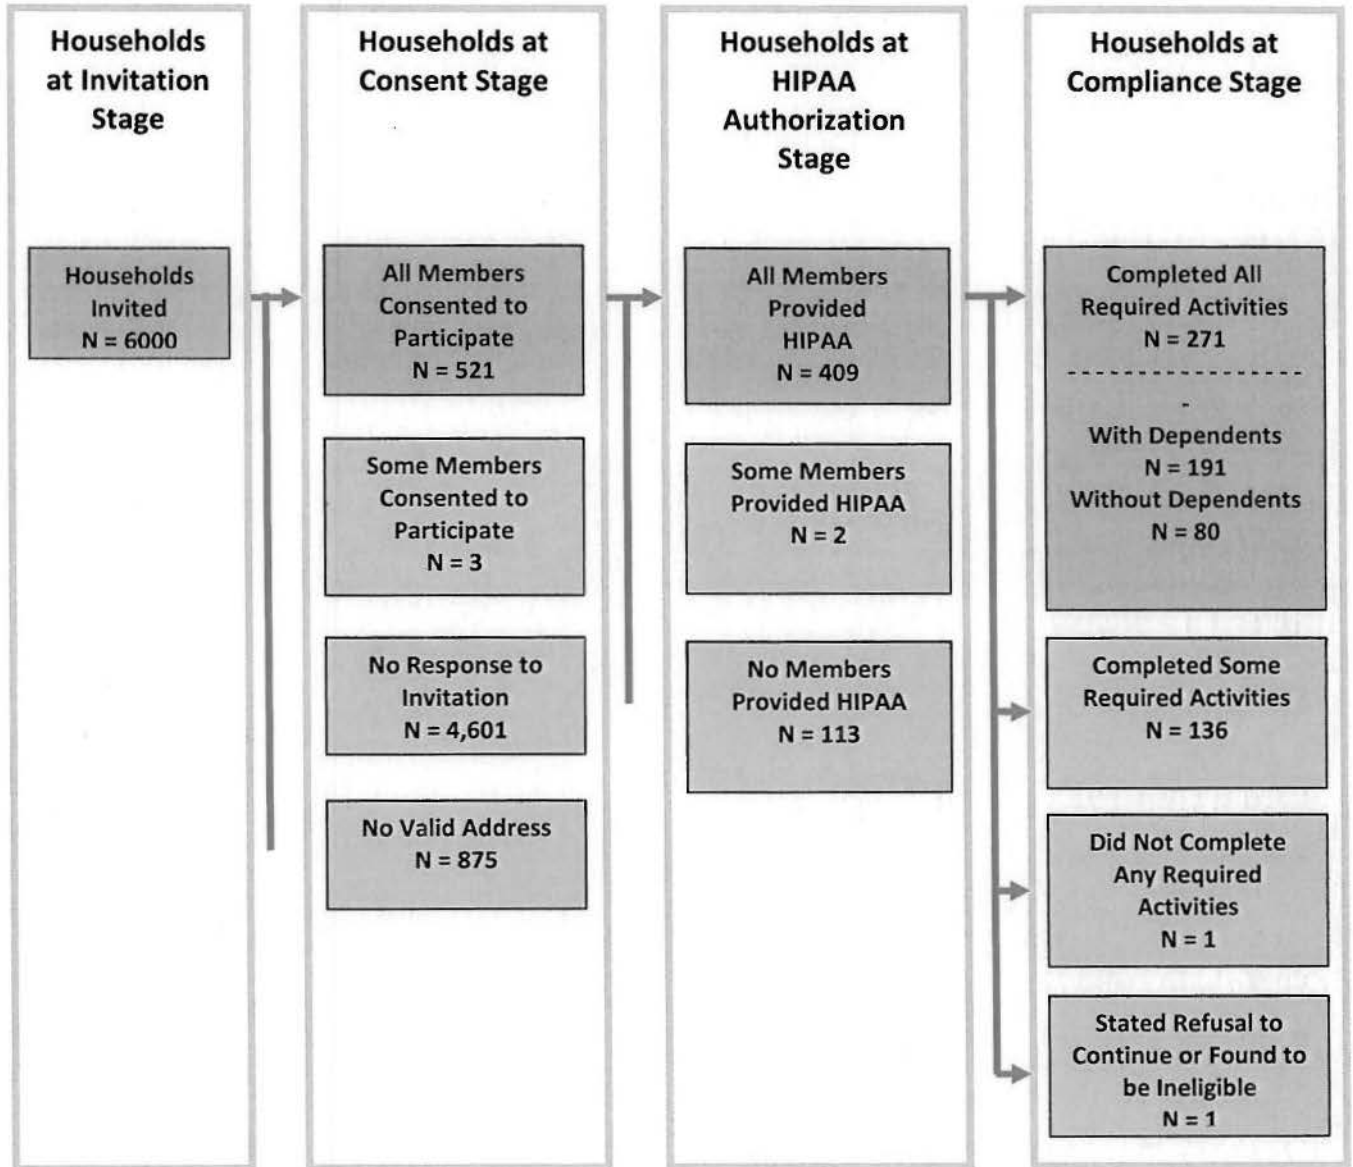 Households
at Invitation
Stage
Households
Invited
N = 6000
Households at
Consent Stage
All Members
Consented to
Participate
N = 521
Some Members
Consented to
Participate
N = 3
No Response to
Invitation
N = 4,601
No Valid Address
N = 875
Households at
HIPAA
Authorization
Stage
All Members
Provided
HIPAA
N = 409
Some Members
Provided HIPAA
N = 2
No Members
Provided HIPAA
N = 113
Households at
Compliance Stage
Completed All
Required Activities
N = 271
- - - - - - - - - - - - - - - - - -
-
With Dependents
N = 191
Without Dependents
N = 80
Completed Some
Required Activities
N = 136
Did Not Complete
Any Required
Activities
N = 1
Stated Refusal to
Continue or Found to
be Ineligible
N = 1